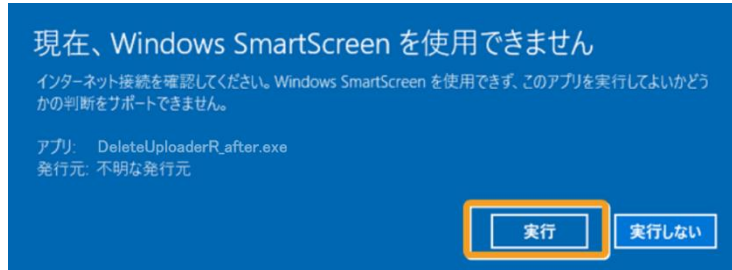 現在、Windows SmartScreen を使用できません
インターネット接続を確認してください。Windows SmartScreen を使用できず、このアプリを実行してよいかどう
かの判断をサポートできません。
アプリ: DeleteUploaderR_after.exe
発行元: 不明な発行元
実行 実行しない